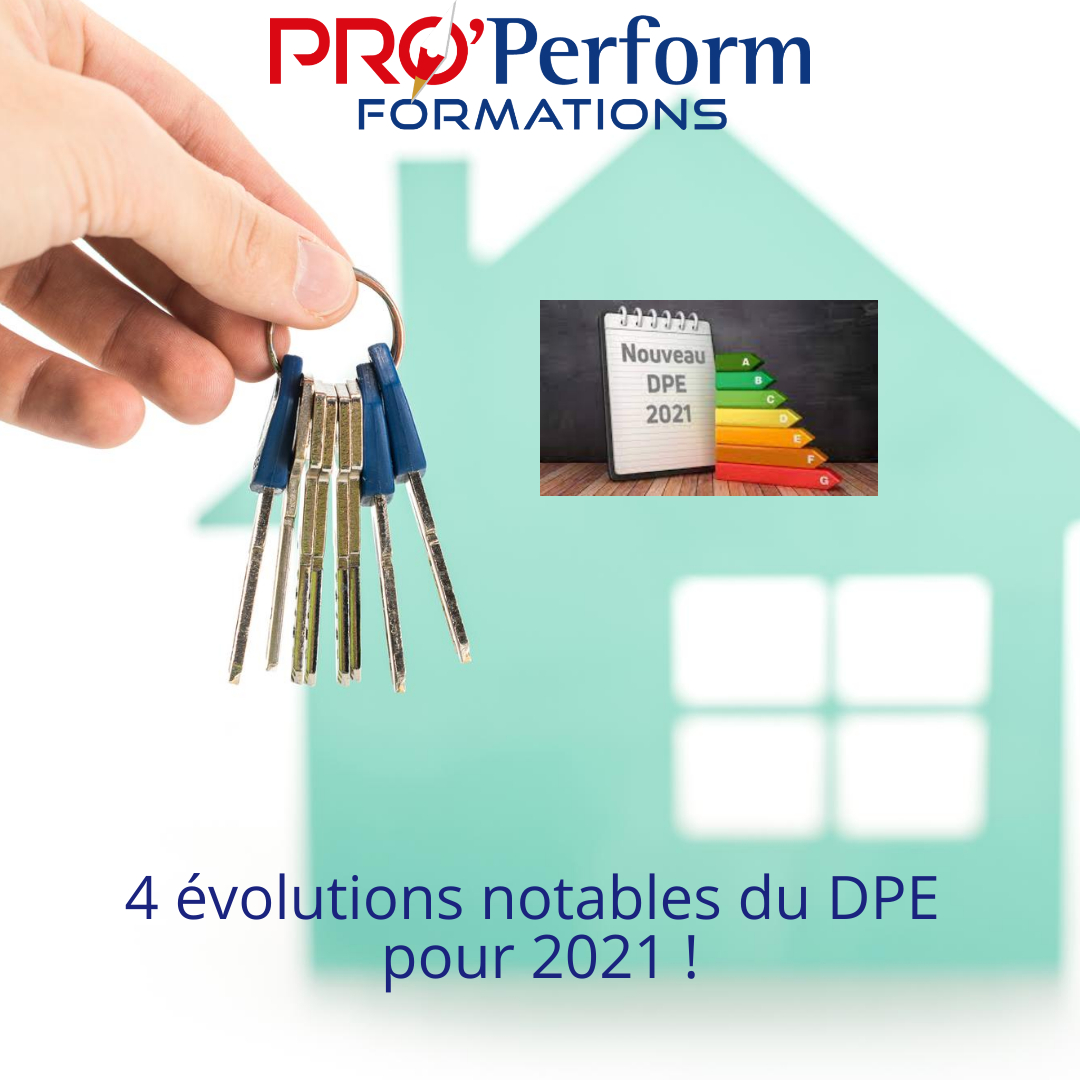 PRO'Perform
FORMATIONS
Nouveau
DPE
2021
A
B
C
D
E
F
G
4 évolutions notables du DPE
pour 2021 !